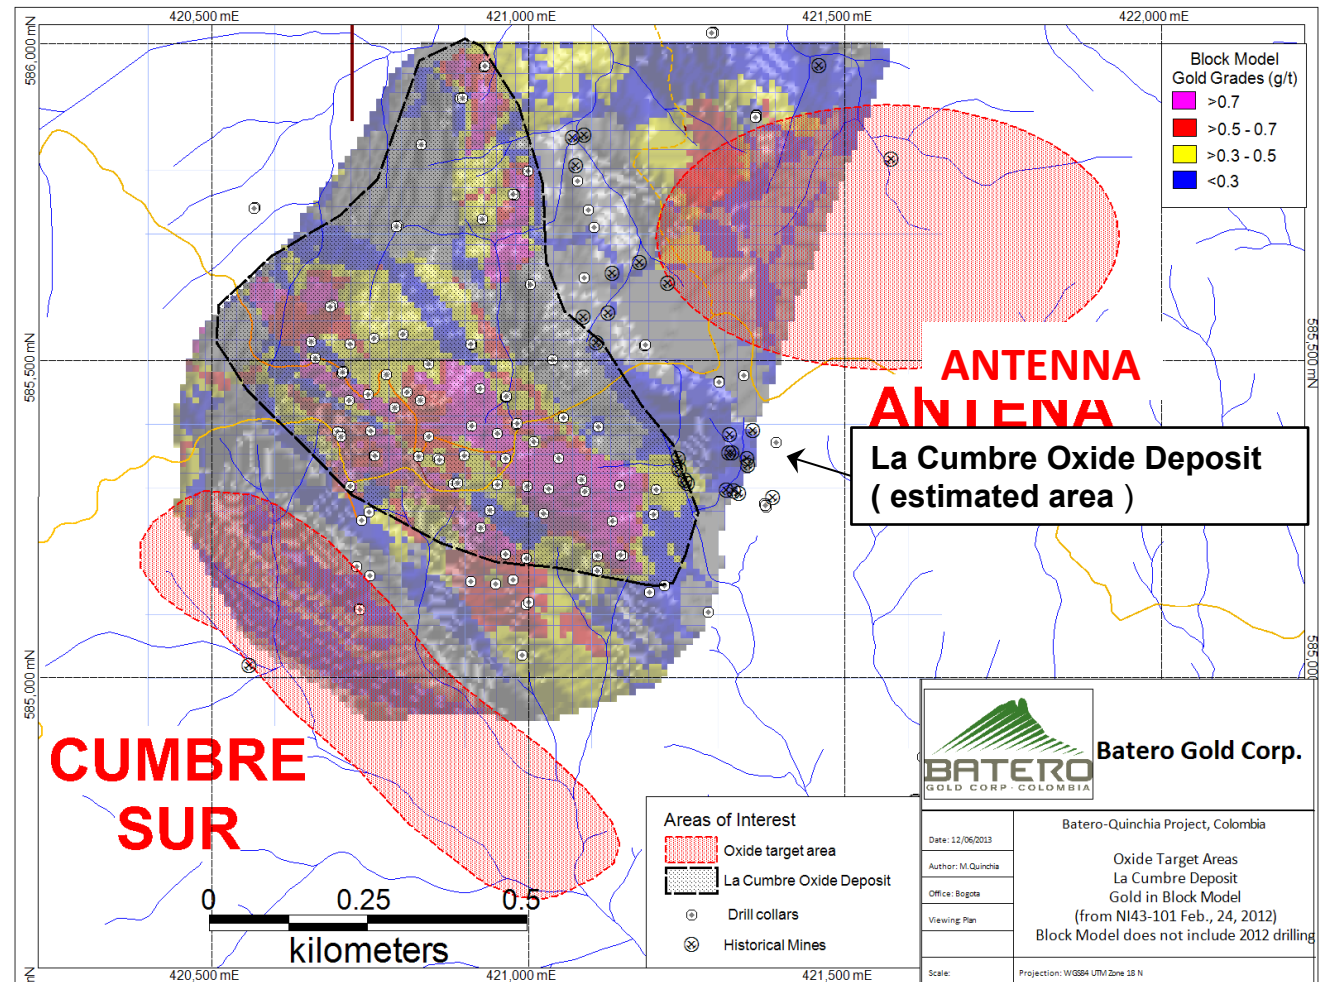 420,500 mE
421,000 mE
421,500 mE
422,000 mE
586,000 mN
585,500 mN
585,000 mN
585,500 mN
585,000
mN
Block Model
Gold Grades (g/t)
>0.7
>0.5 - 0.7
>0.3 - 0.5
<0.3
ANTENNA
ANTENA
La Cumbre Oxide Deposit
( estimated area )
CUMBRE
SUR
0 0.25 0.5
kilometers
Areas of Interest
Oxide target area
La Cumbre Oxide Deposit
Drill collars
Historical Mines
BATERO
GOLD CORP - COLOMBIA
Batero Gold Corp.
Date: 12/06/2013
Author: M.Quinchia
Office: Bogota
Viewing: Plan
Scale:
Batero-Quinchia Project, Colombia
Oxide Target Areas
La Cumbre Deposit
Gold in Block Model
(from NI43-101 Feb., 24, 2012)
Block Model does not include 2012 drilling
Projection: WGS84 UTM Zone 18 N
420,500 mE
421,000 mE
421,500 mE